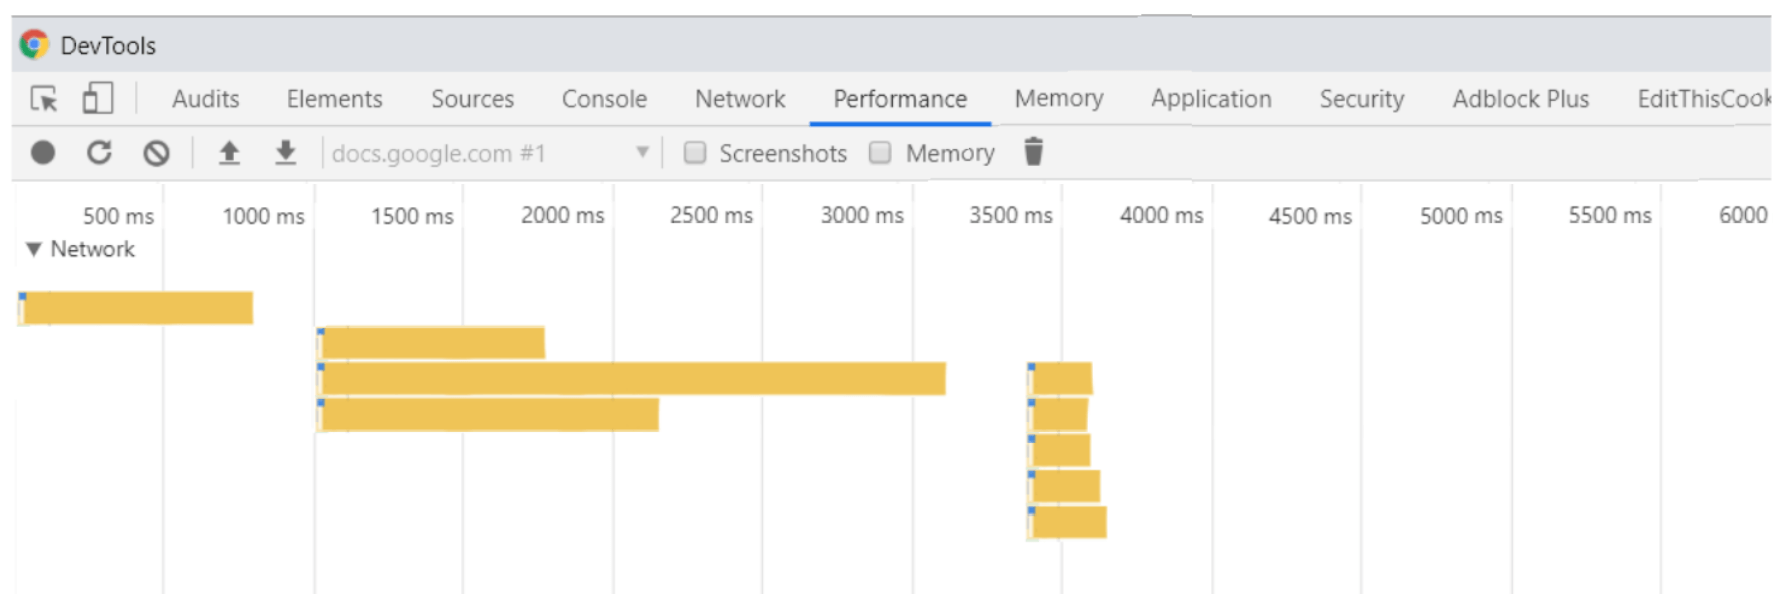 DevTools
Audits Elements Sources Console Network Performance Memory Application Security Adblock Plus EditThisCook
docs.google.com #1 Screenshots Memory
500 ms 1000 ms 1500 ms 2000 ms 2500 ms 3000 ms 3500 ms 4000 ms 4500 ms 5000 ms 5500 ms 6000
Network